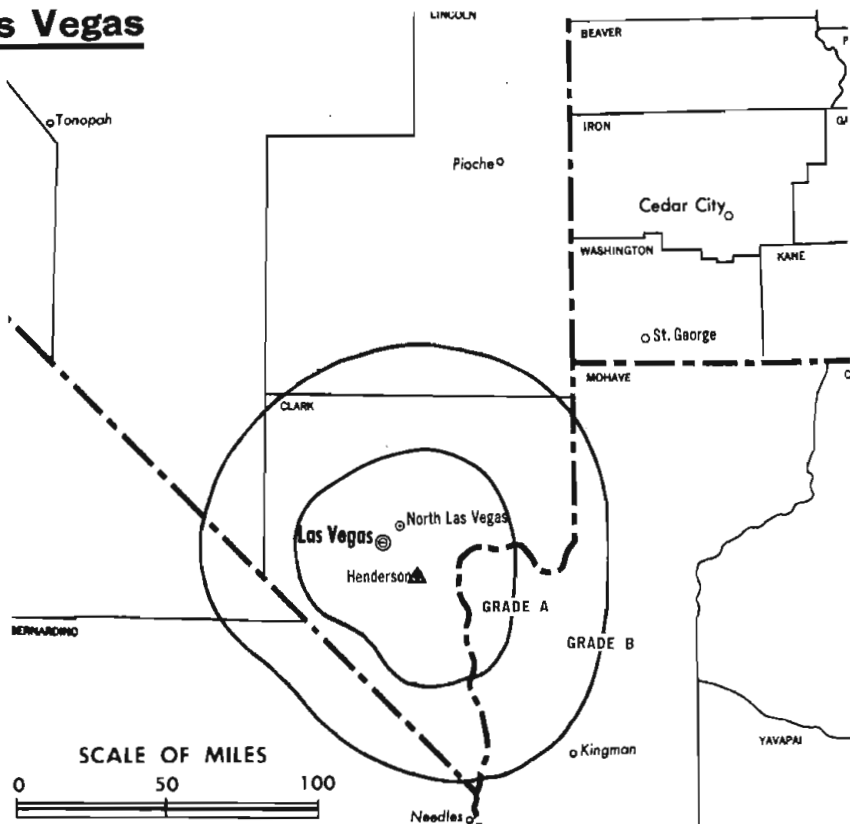 s Vegas
LINCOLN
BEAVER
Tonopah
IRON
Pioche
Cedar City
WASHINGTON
KANE
St. George
MOHAVE
CLARK
North Las Vegas
Las Vegas
Henderson
GRADE A
GRADE B
BERNARDINO
SCALE OF MILES
0 50 100
Kingman
YAVAPAI
Needles